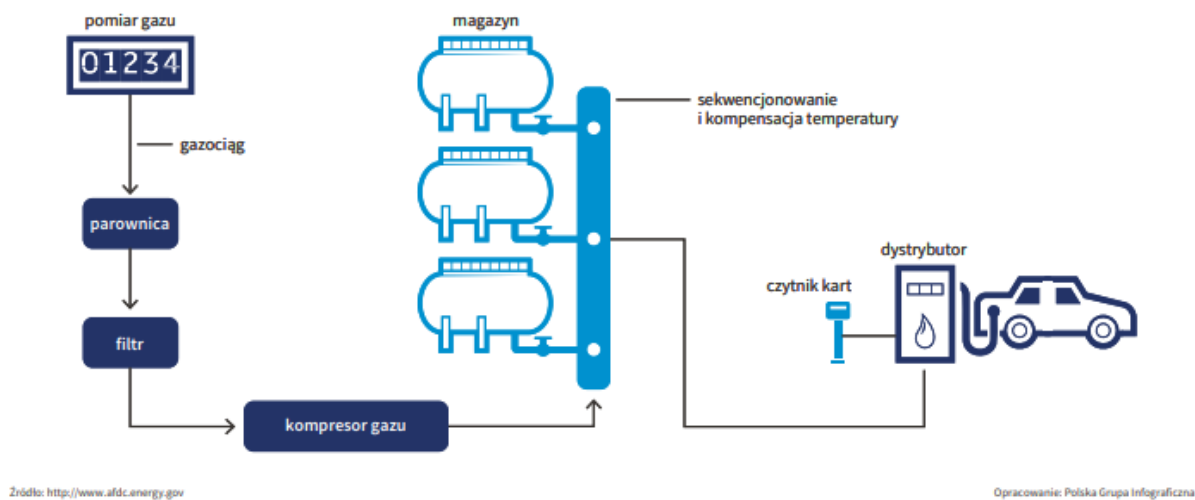 pomiar gazu
01234
gazociąg
parownica
filtr
kompresor gazu
magazyn
sekwencjonowanie
i kompensacja temperatury
dystrybutor
czytnik kart
Źródło: http://www.afdc.energy.gov
Opracowanie: Polska Grupa Infograficzna